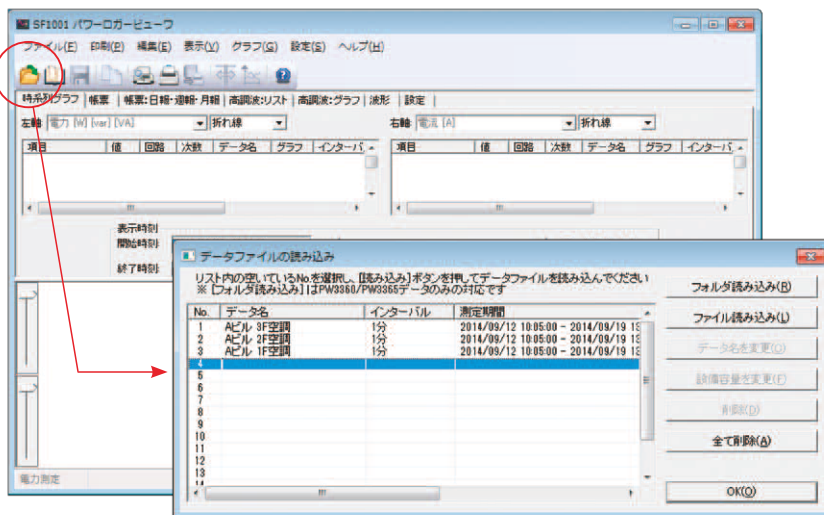 SF1001 パワーロガービューワ
ファイル(F) 印刷(P) 編集(E) 表示(V) グラフ(G) 設定(S) ヘルプ(H)
時系列グラフ 帳票 帳票:日報・週報・月報 高調波:リスト 高調波:グラフ 波形 設定
左軸 電力 [W] [var] [VA] 折れ線 右軸 電流 [A] 折れ線
項目 値 回路 次数 データ名 グラフ インターバ 項目 値 回路 次数 データ名 グラフ インターバ
表示時刻
開始時刻
終了時刻
電力測定
データファイルの読み込み
リスト内の空いているNo.を選択し、[読み込み]ボタンを押してデータファイルを読み込んでください
※ [フォルダ読み込み]はPW3360/PW3365データのみの対応です
No. データ名 インターバル 測定期間
1 Aビル 3F空調 1分 2014/09/12 10:05:00 - 2014/09/19 13
2 Aビル 2F空調 1分 2014/09/12 10:05:00 - 2014/09/19 13
3 Aビル 1F空調 1分 2014/09/12 10:05:00 - 2014/09/19 13
4
5
6
7
8
9
10
11
12
13
14
フォルダ読み込み(R)
ファイル読み込み(L)
データ名を変更(C)
設備容量を変更(F)
削除(D)
全て削除(A)
OK(O)